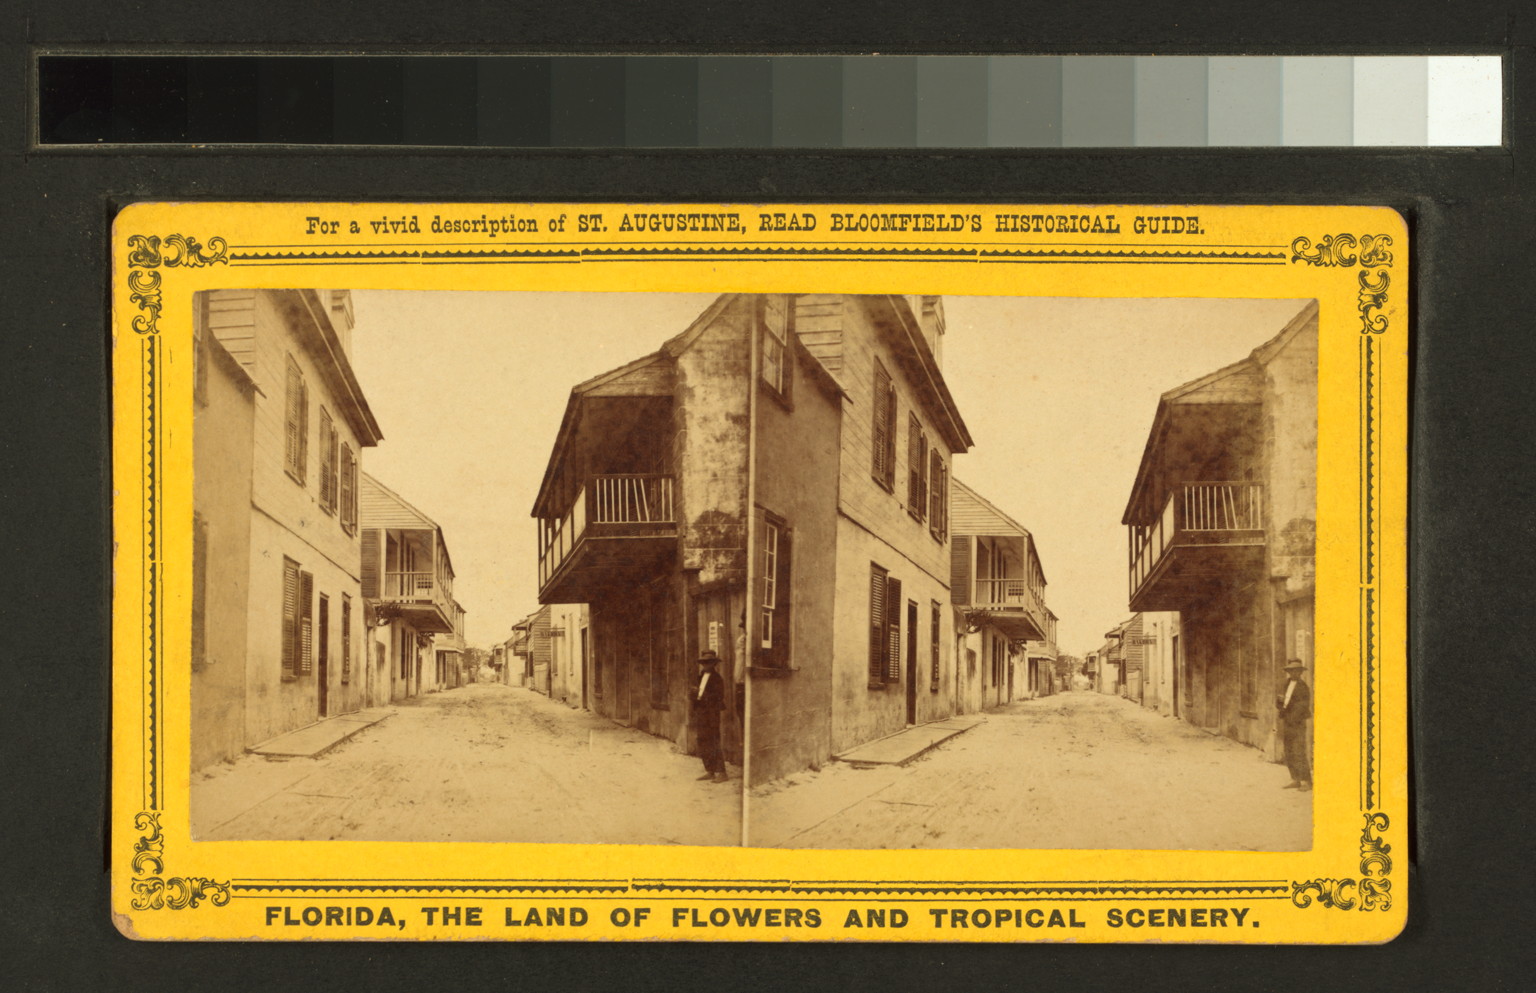 For a vivid description of ST. AUGUSTINE, READ BLOOMFIELD'S HISTORICAL GUIDE.
FLORIDA, THE LAND OF FLOWERS AND TROPICAL SCENERY.